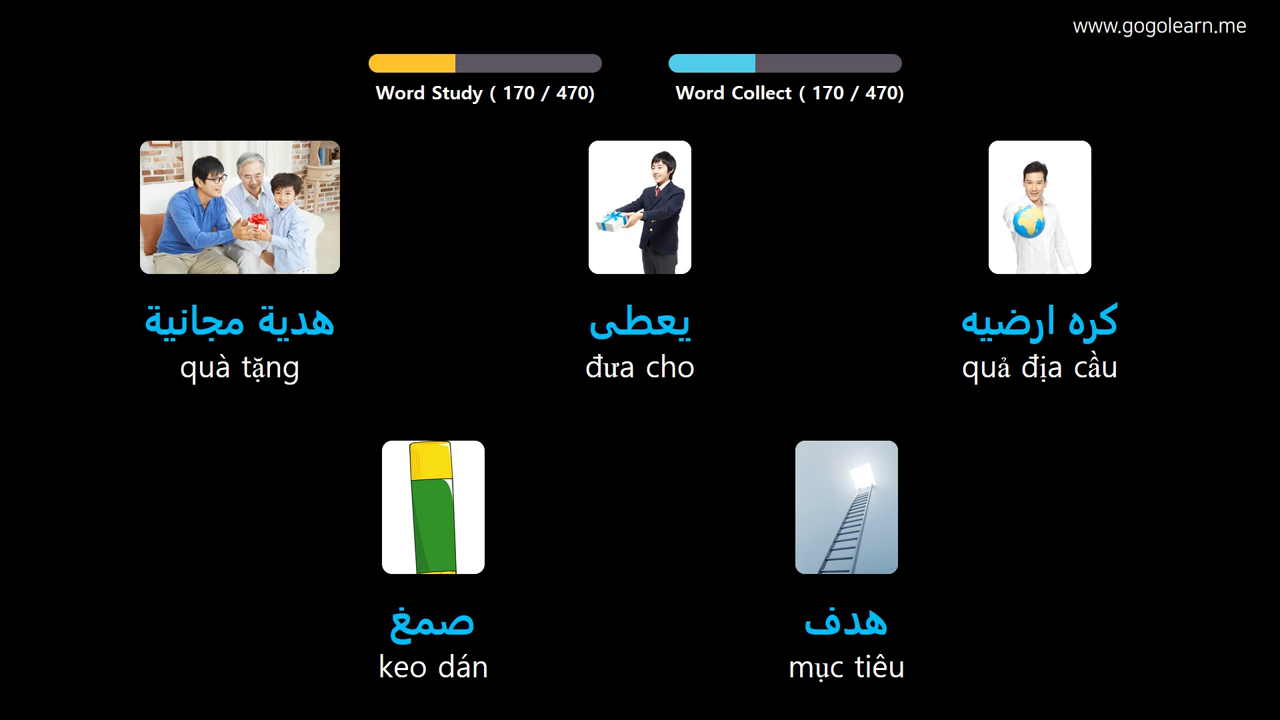 www.gogolearn.me
Word Study ( 170 / 470)
Word Collect ( 170 / 470)
هدية مجانية
quà tặng
يعطى
đưa cho
كره ارضيه
quả địa cầu
صمغ
keo dán
هدف
mục tiêu